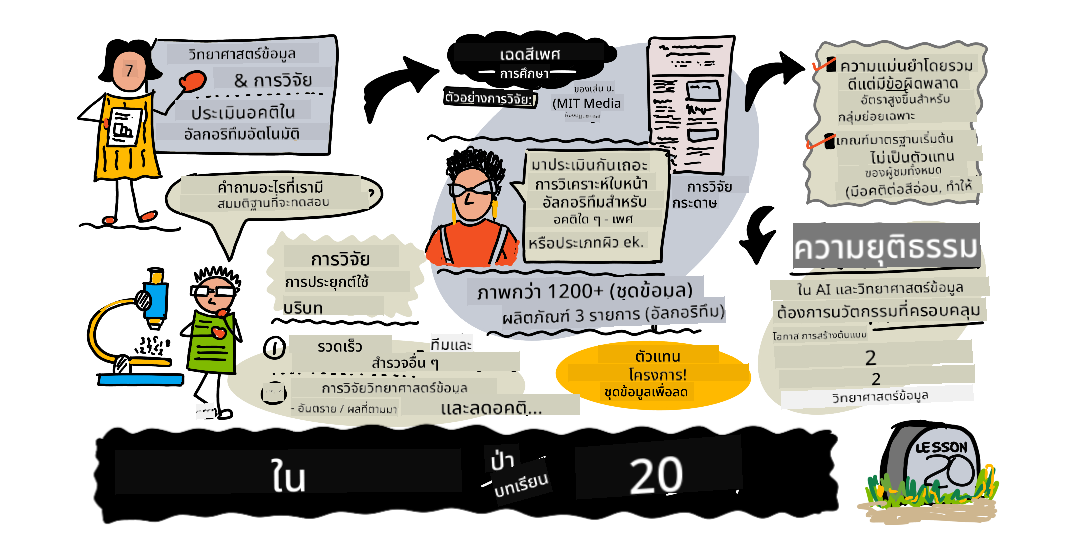 7
วิทยาศาสตร์ข้อมูล
& การวิจัย
ประเมินอคติใน
อัลกอริทึมอัตโนมัติ
คำถามอะไรที่เรามี
สมมติฐานที่จะทดสอบ
?
การวิจัย
การประยุกต์ใช้
บริบท
1
รวดเร็ว
ทีมและ
สำรวจอื่น ๆ
การวิจัยวิทยาศาสตร์ข้อมูล
- อันตราย / ผลที่ตามมา
และลดอคติ...
เฉดสีเพศ
การศึกษา
ตัวอย่างการวิจัย:
(MIT Media
มาประเมินกันเถอะ
การวิเคราะห์ใบหน้า
อัลกอริทึมสำหรับ
อคติใด ๆ - เพศ
หรือประเภทผิว ek.
การวิจัย
กระดาษ
ภาพกว่า 1200+ (ชุดข้อมูล)
ผลิตภัณฑ์ 3 รายการ (อัลกอริทึม)
ตัวแทน
โครงการ!
ชุดข้อมูลเพื่อลด
ความแม่นยำโดยรวม
ดีแต่มีข้อผิดพลาด
อัตราสูงขึ้นสำหรับ
กลุ่มย่อยเฉพาะ
เกณฑ์มาตรฐานเริ่มต้น
ไม่เป็นตัวแทน
ของผู้ชมทั้งหมด
(มีอคติต่อสีอ่อน, ทำให้
ความยุติธรรม
ใน AI และวิทยาศาสตร์ข้อมูล
ต้องการนวัตกรรมที่ครอบคลุม
โอกาส การสร้างต้นแบบ
2
2
วิทยาศาสตร์ข้อมูล
ใน
ป่า
บทเรียน
20
LESSON
20